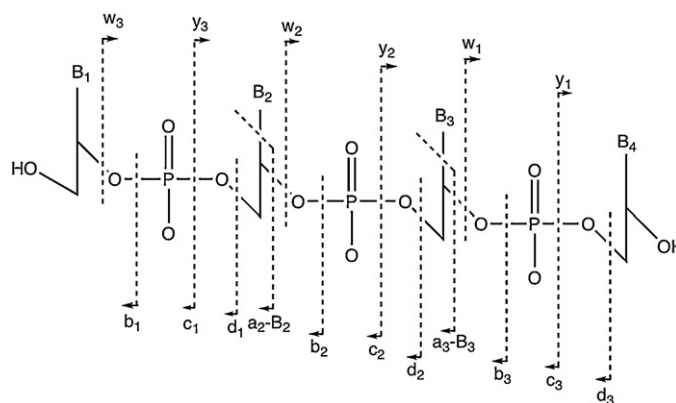 w3
y3
w2
y2
w1
y1
B1
B2
B3
B4
HO
O
P
O
O
O
O
P
O
O
O
O
P
O
O
O
OH
b1
c1
d1
a2-B2
b2
c2
d2
a3-B3
b3
c3
d3